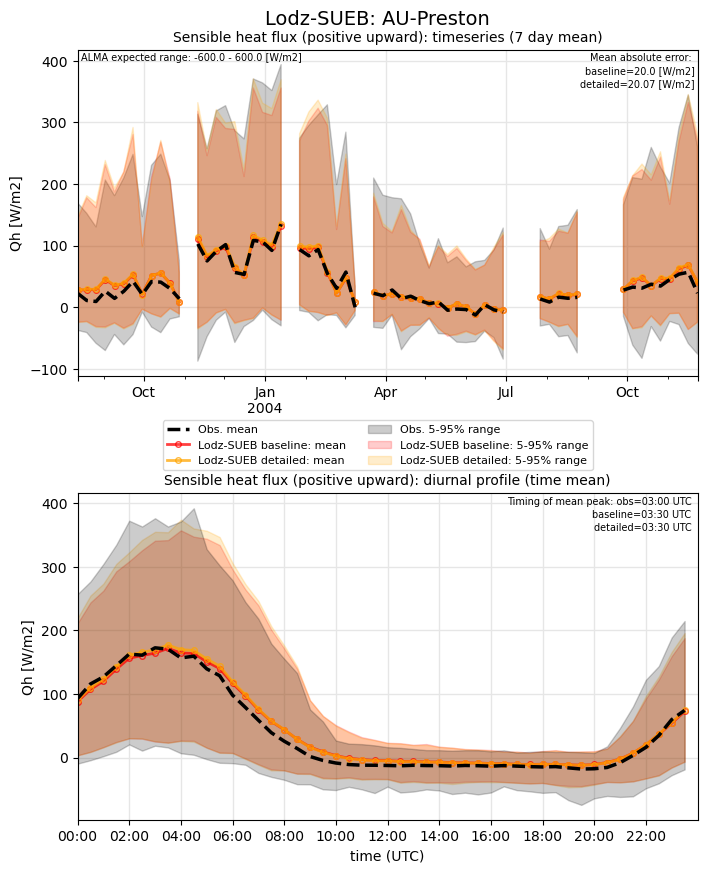 Lodz-SUEB: AU-Preston
Sensible heat flux (positive upward): timeseries (7 day mean)
ALMA expected range: -600.0 - 600.0 [W/m2]
Mean absolute error:
baseline=20.0 [W/m2]
detailed=20.07 [W/m2]
Qh [W/m2]
400
300
200
100
0
−100
Oct
Jan
2004
Apr
Jul
Oct
Obs. mean
Lodz-SUEB baseline: mean
Lodz-SUEB detailed: mean
Obs. 5-95% range
Lodz-SUEB baseline: 5-95% range
Lodz-SUEB detailed: 5-95% range
Sensible heat flux (positive upward): diurnal profile (time mean)
Timing of mean peak: obs=03:00 UTC
baseline=03:30 UTC
detailed=03:30 UTC
Qh [W/m2]
400
300
200
100
0
00:00 02:00 04:00 06:00 08:00 10:00 12:00 14:00 16:00 18:00 20:00 22:00
time (UTC)